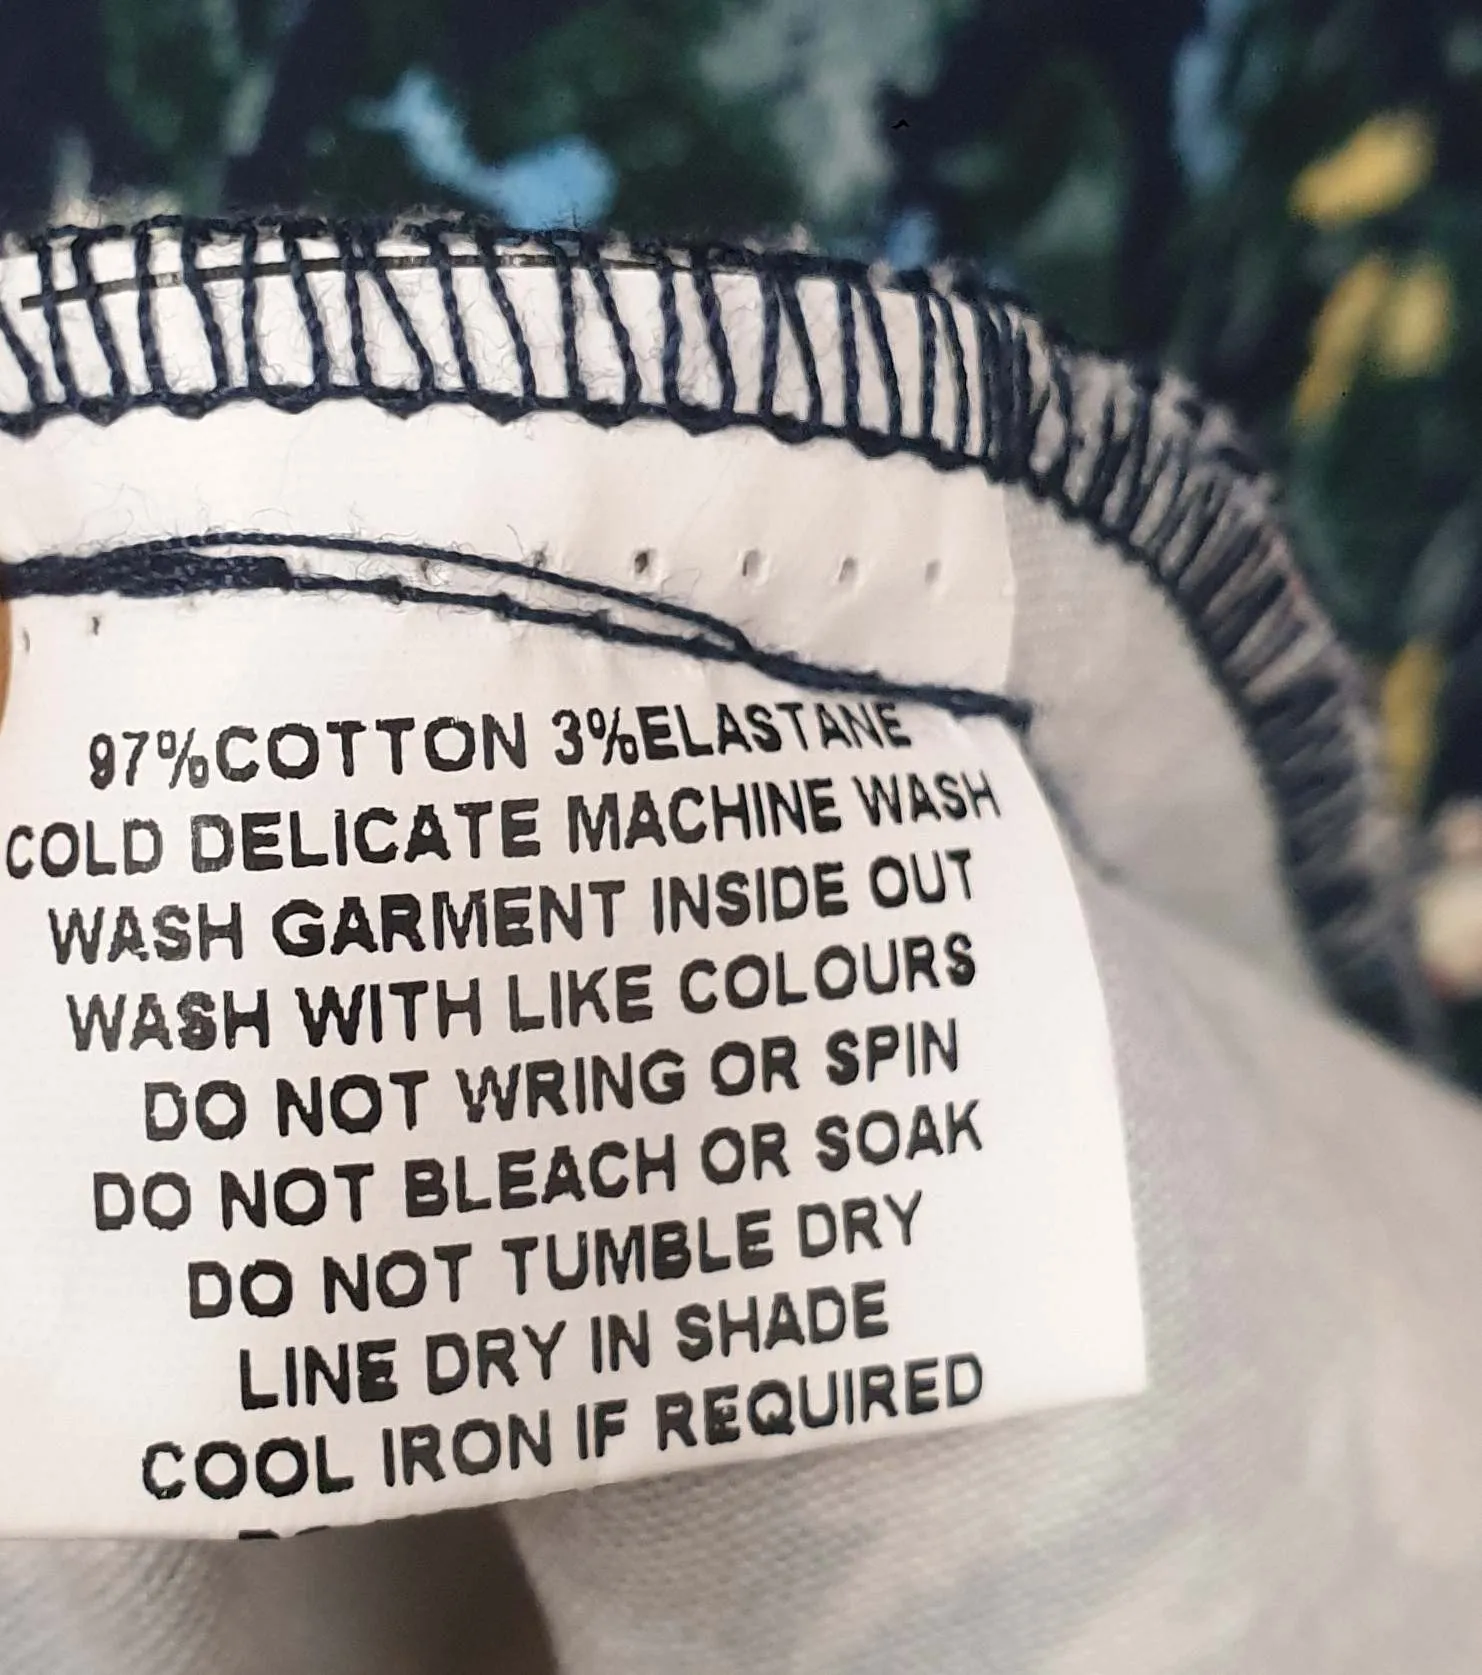 97%COTTON 3%ELASTANE
COLD DELICATE MACHINE WASH
WASH GARMENT INSIDE OUT
WASH WITH LIKE COLOURS
DO NOT WRING OR SPIN
DO NOT BLEACH OR SOAK
DO NOT TUMBLE DRY
LINE DRY IN SHADE
COOL IRON IF REQUIRED